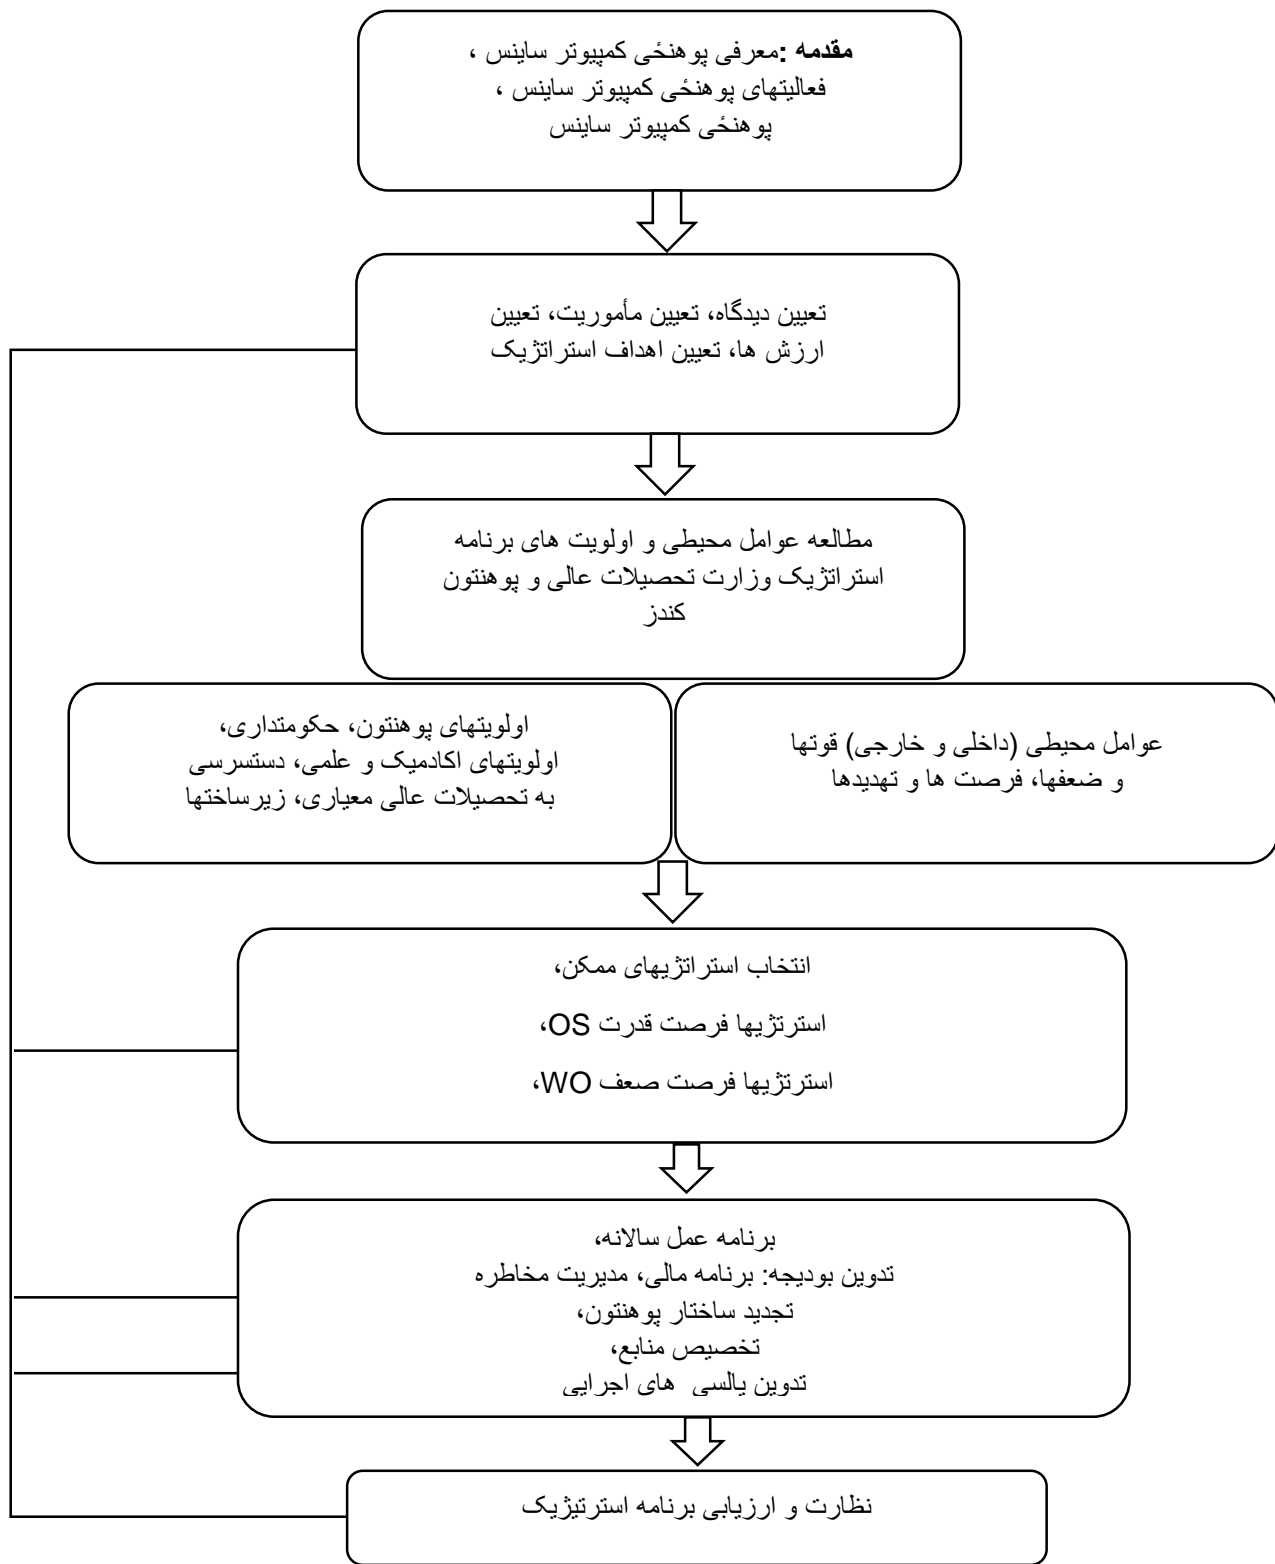 مقدمه :معرفی پوهنځی کمپیوتر ساینس ،
فعالیتهای پوهنځی کمپیوتر ساینس ،
پوهنځی کمپیوتر ساینس
تعیین دیدگاه، تعیین مأموریت، تعیین
ارزش ها، تعیین اهداف استراتژیک
مطالعه عوامل محیطی و اولویت های برنامه
استراتژیک وزارت تحصیلات عالی و پوهنتون
کندز
عوامل محیطی (داخلی و خارجی) قوتها
و ضعفها، فرصت ها و تهدیدها
اولویتهای پوهنتون، حکومتداری،
اولویتهای اکادمیک و علمی، دستسرسی
به تحصیلات عالی معیاری، زیرساختها
انتخاب استراتژیهای ممکن،
استرتژیها فرصت قدرت OS،
استرتژیها فرصت صعف WO،
برنامه عمل سالانه،
تدوین بودیجه: برنامه مالی، مدیریت مخاطره
تجدید ساختار پوهنتون،
تخصیص منابع،
تدوین پالسی های اجرایی
نظارت و ارزیابی برنامه استرتیژیک